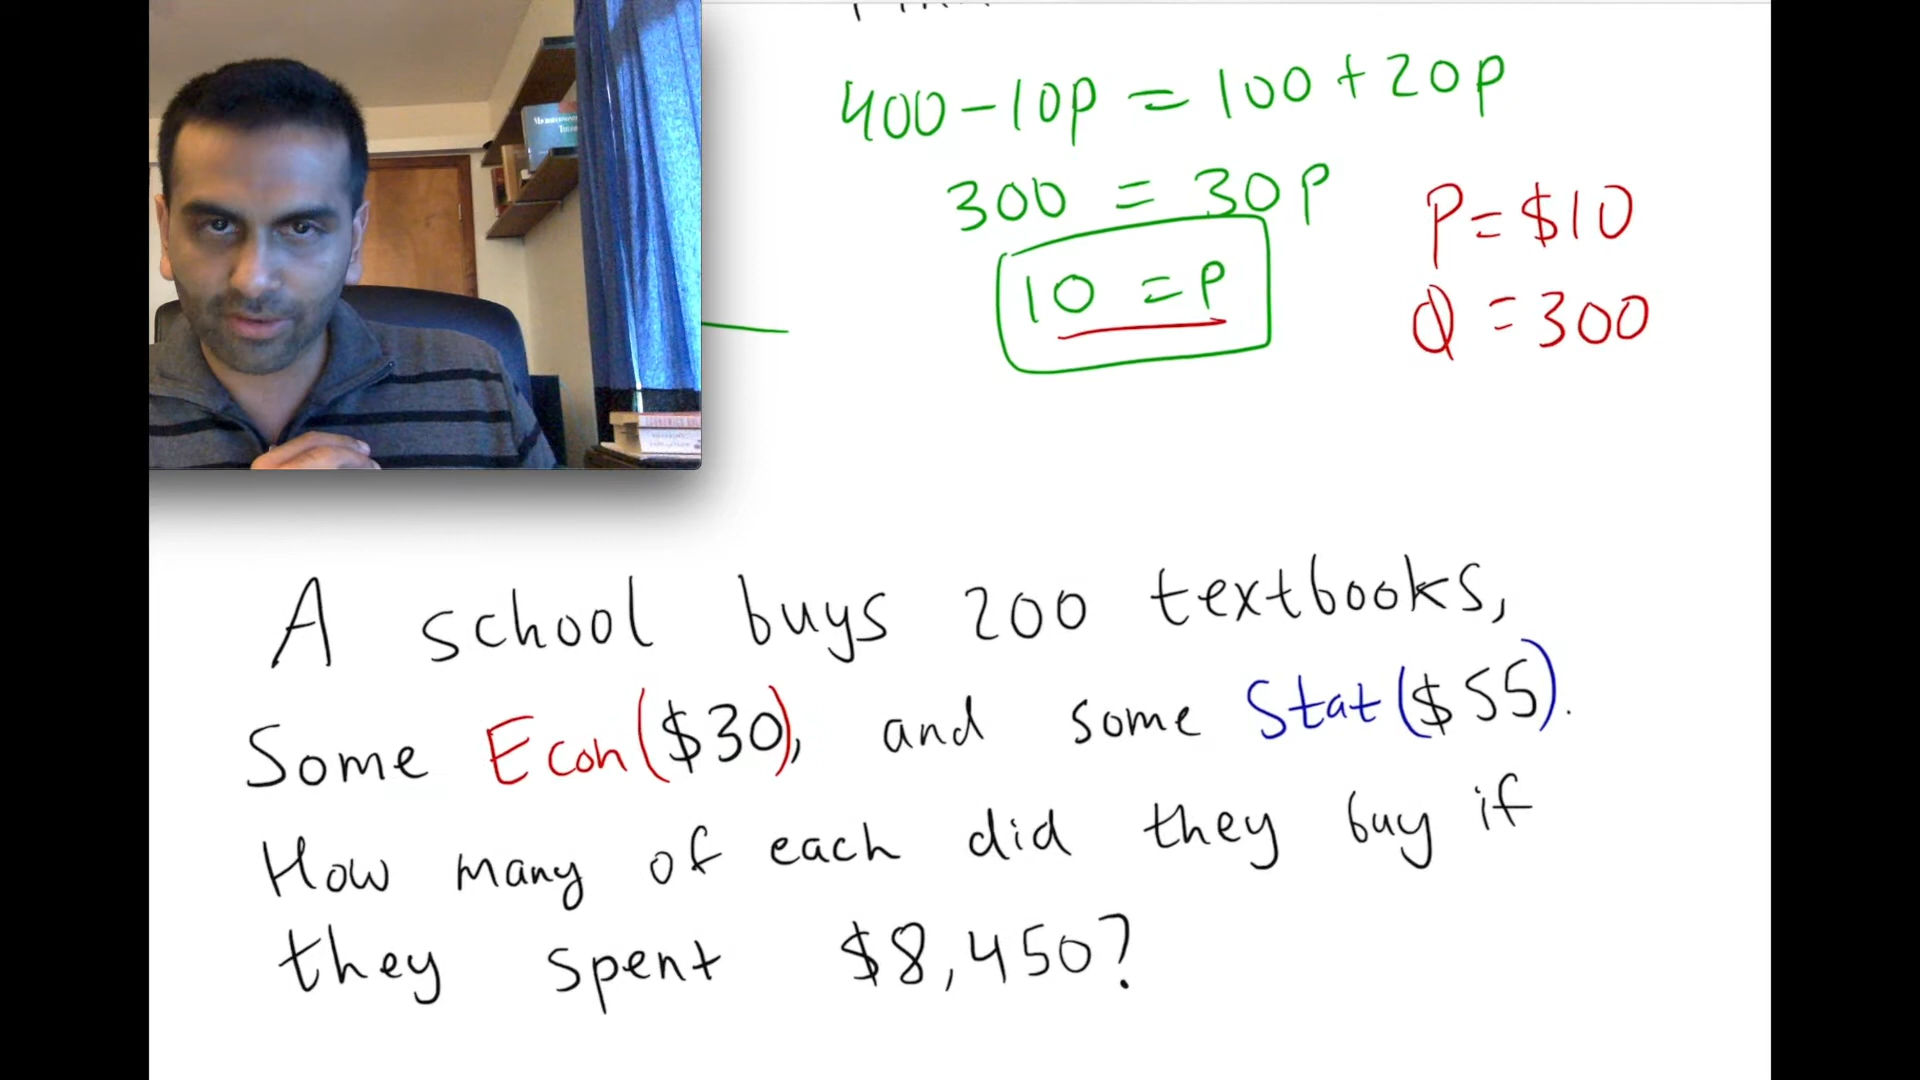 400 - 10p = 100 + 20p
300 = 30p
10 = p
P = $10
Q = 300
A school buys 200 textbooks,
Some Econ ($30), and some Stat ($55).
How many of each did they buy if
they spent $8,450?